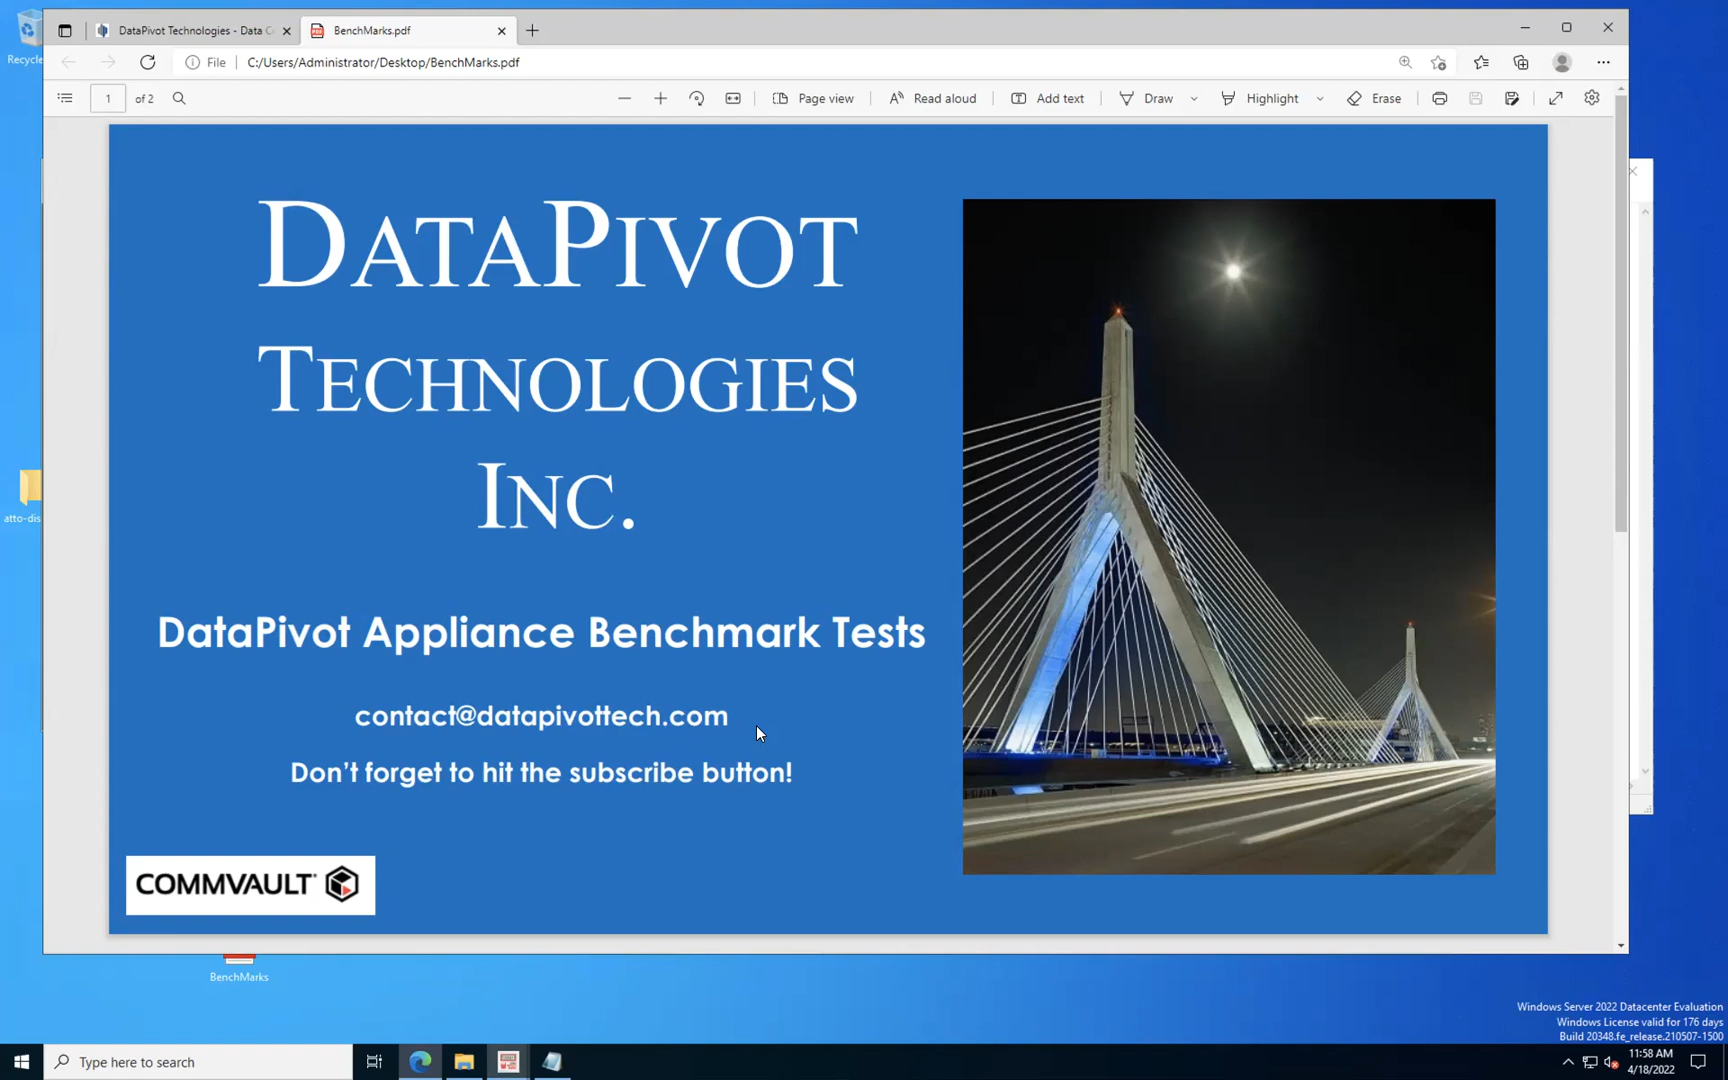 DataPivot Technologies - Data C
BenchMarks.pdf
Recycle
File
C:/Users/Administrator/Desktop/BenchMarks.pdf
1 of 2
Page view
Read aloud
Add text
Draw
Highlight
Erase
DATAPIVOT
TECHNOLOGIES
INC.
DataPivot Appliance Benchmark Tests
contact@datapivottech.com
Don't forget to hit the subscribe button!
COMMVAULT
atto-dis
BenchMarks
Windows Server 2022 Datacenter Evaluation
Windows License valid for 176 days
Build 20348.fe_release.210507-1500
Type here to search
11:58 AM
4/18/2022